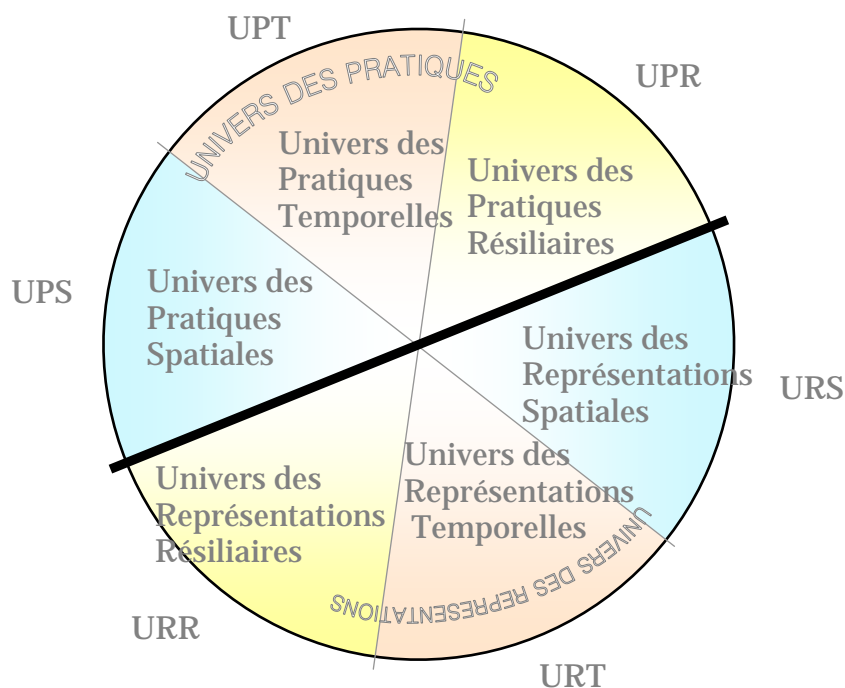 UPT
UNIVERS DES PRATIQUES
UPR
Univers des
Pratiques
Temporelles
Univers des
Pratiques
Résiliaires
UPS
Univers des
Pratiques
Spatiales
Univers des
Représentations
Spatiales
URS
Univers des
Représentations
Temporelles
Univers des
Représentations
Résiliaires
UNIVERS DES REPRESENTATIONS
URR
URT